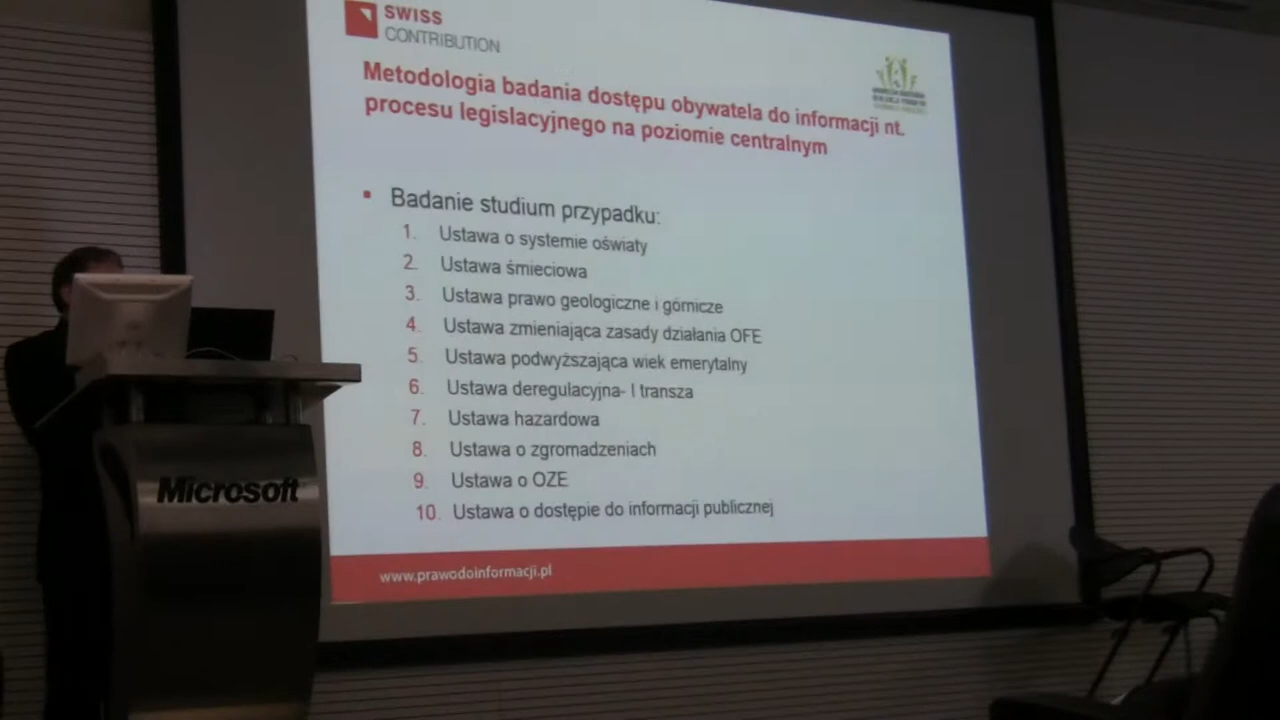 SWISS
CONTRIBUTION
Metodologia badania dostępu obywatela do informacji nt.
procesu legislacyjnego na poziomie centralnym
Badanie studium przypadku:
1. Ustawa o systemie oświaty
2. Ustawa śmieciowa
3. Ustawa prawo geologiczne i górnicze
4. Ustawa zmieniająca zasady działania OFE
5. Ustawa podwyższająca wiek emerytalny
6. Ustawa deregulacyjna- I transza
7. Ustawa hazardowa
8. Ustawa o zgromadzeniach
9. Ustawa o OZE
10. Ustawa o dostępie do informacji publicznej
www.prawodoinformacji.pl
Microsoft